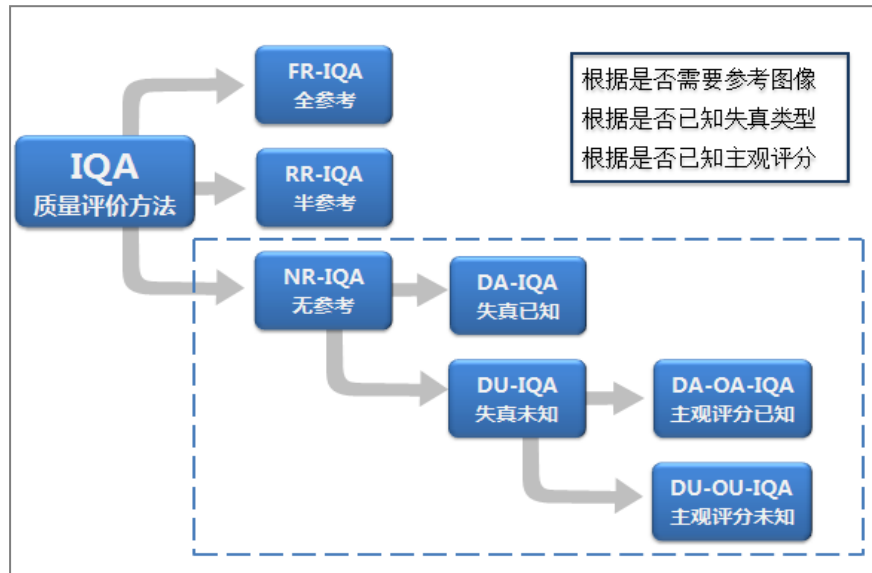 FR-IQA
全参考
根据是否需要参考图像
根据是否已知失真类型
根据是否已知主观评分
IQA
质量评价方法
RR-IQA
半参考
NR-IQA
无参考
DA-IQA
失真已知
DU-IQA
失真未知
DA-OA-IQA
主观评分已知
DU-OU-IQA
主观评分未知